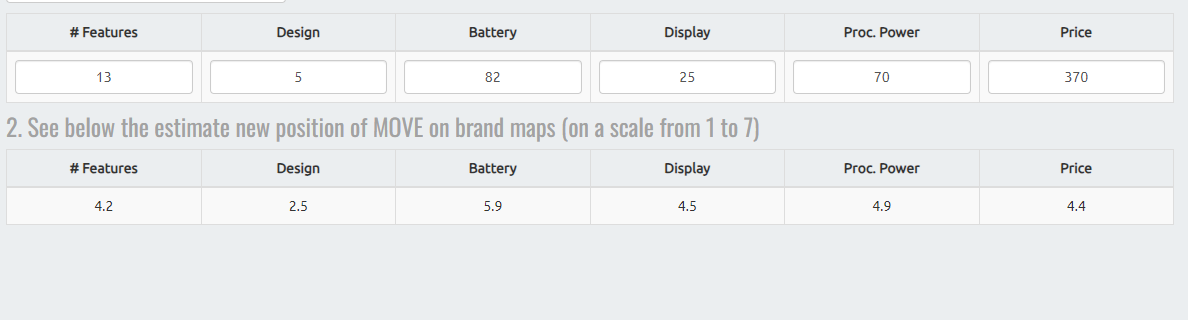 # Features Design Battery Display Proc. Power Price
13 5 82 25 70 370
2. See below the estimate new position of MOVE on brand maps (on a scale from 1 to 7)
# Features Design Battery Display Proc. Power Price
4.2 2.5 5.9 4.5 4.9 4.4